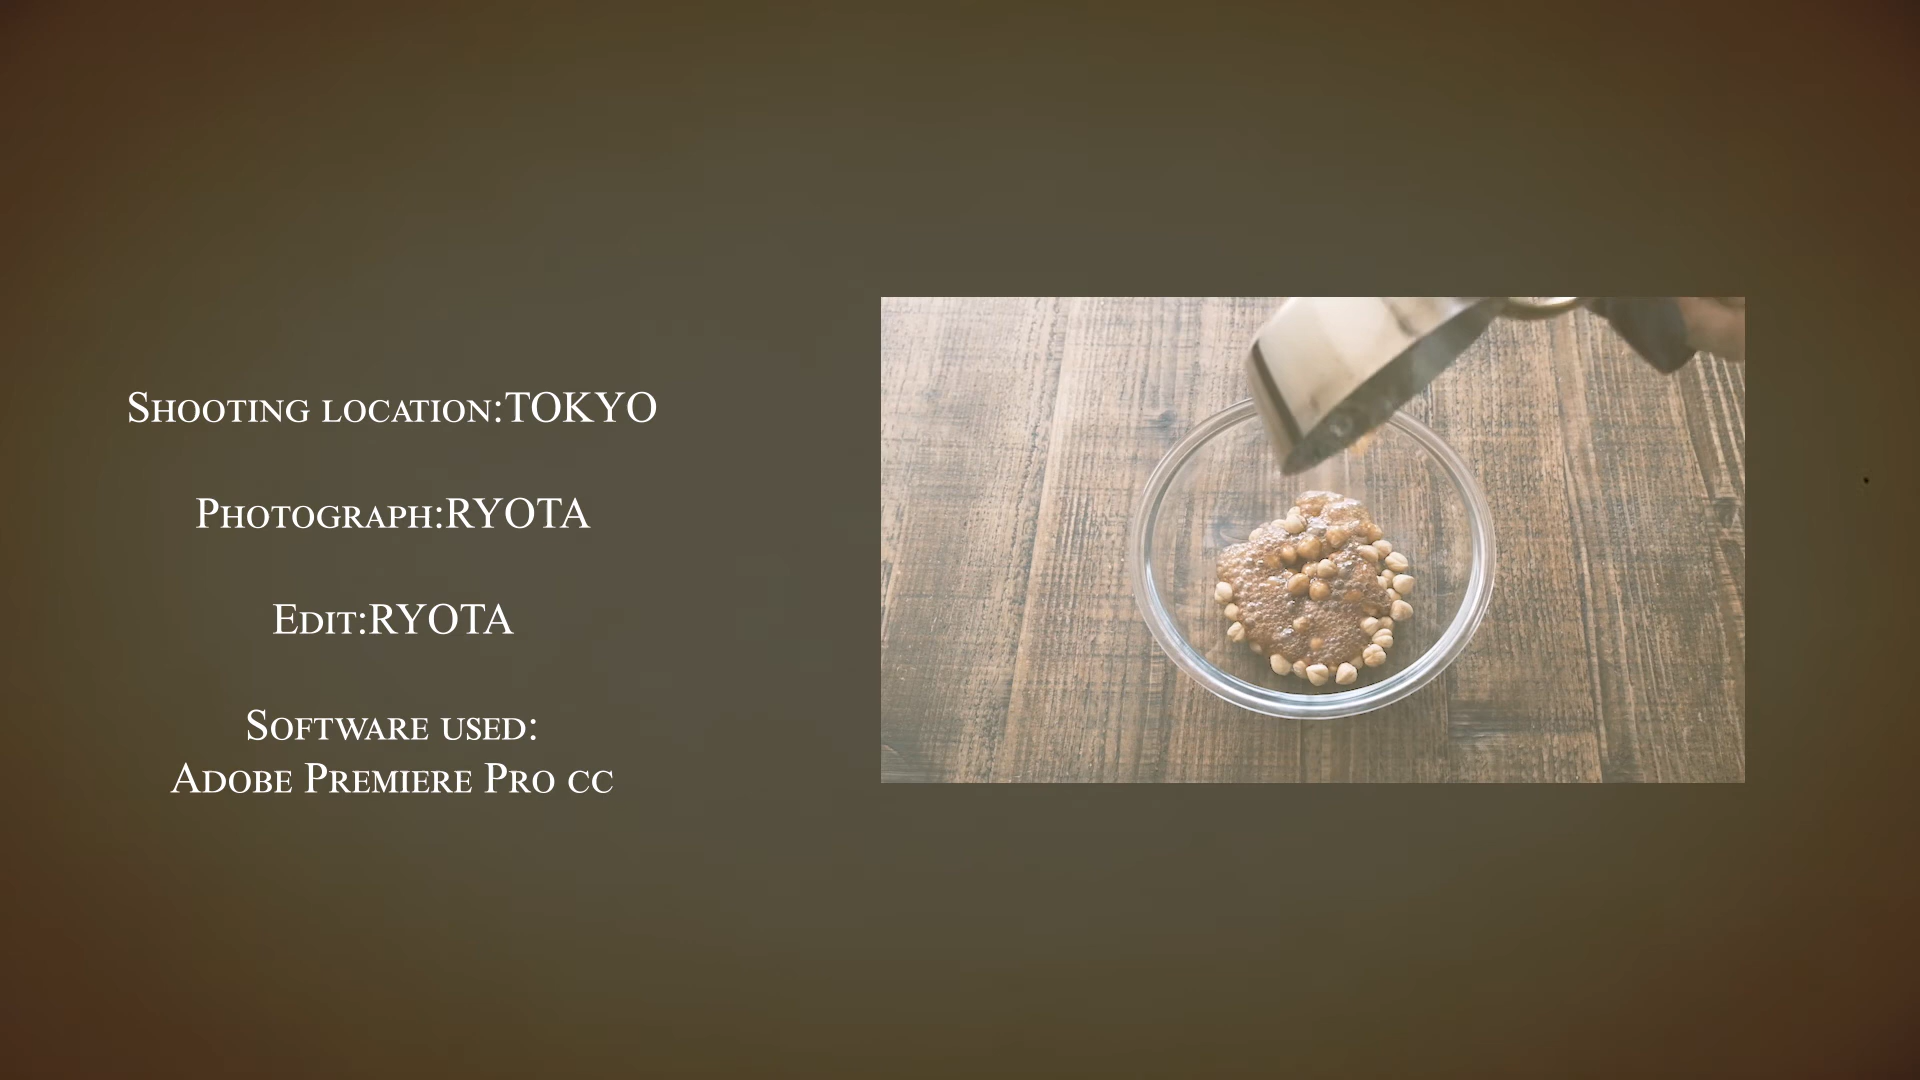 Shooting location:TOKYO
Photograph:RYOTA
Edit:RYOTA
Software used:
Adobe Premiere Pro cc